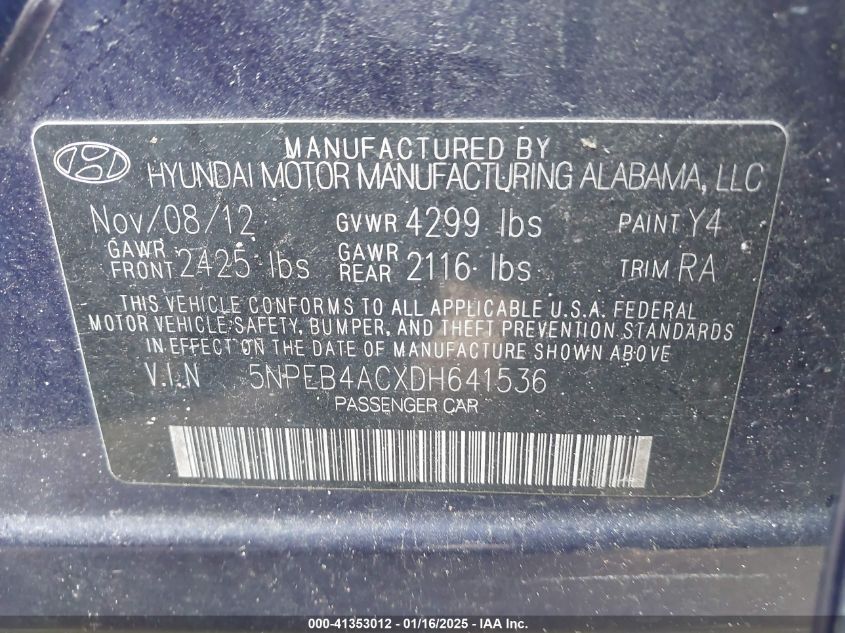 MANUFACTURED BY
HYUNDAI MOTOR MANUFACTURING ALABAMA, LLC
Nov/08/12 GVWR 4299 lbs PAINT Y4
GAWR FRONT 2425 lbs GAWR REAR 2116 lbs TRIM RA
THIS VEHICLE CONFORMS TO ALL APPLICABLE U.S.A. FEDERAL
MOTOR VEHICLE SAFETY, BUMPER, AND THEFT PREVENTION STANDARDS
IN EFFECT ON THE DATE OF MANUFACTURE SHOWN ABOVE
V.I.N 5NPEB4ACXDH641536
PASSENGER CAR
000-41353012 - 01/16/2025 - IAA Inc.